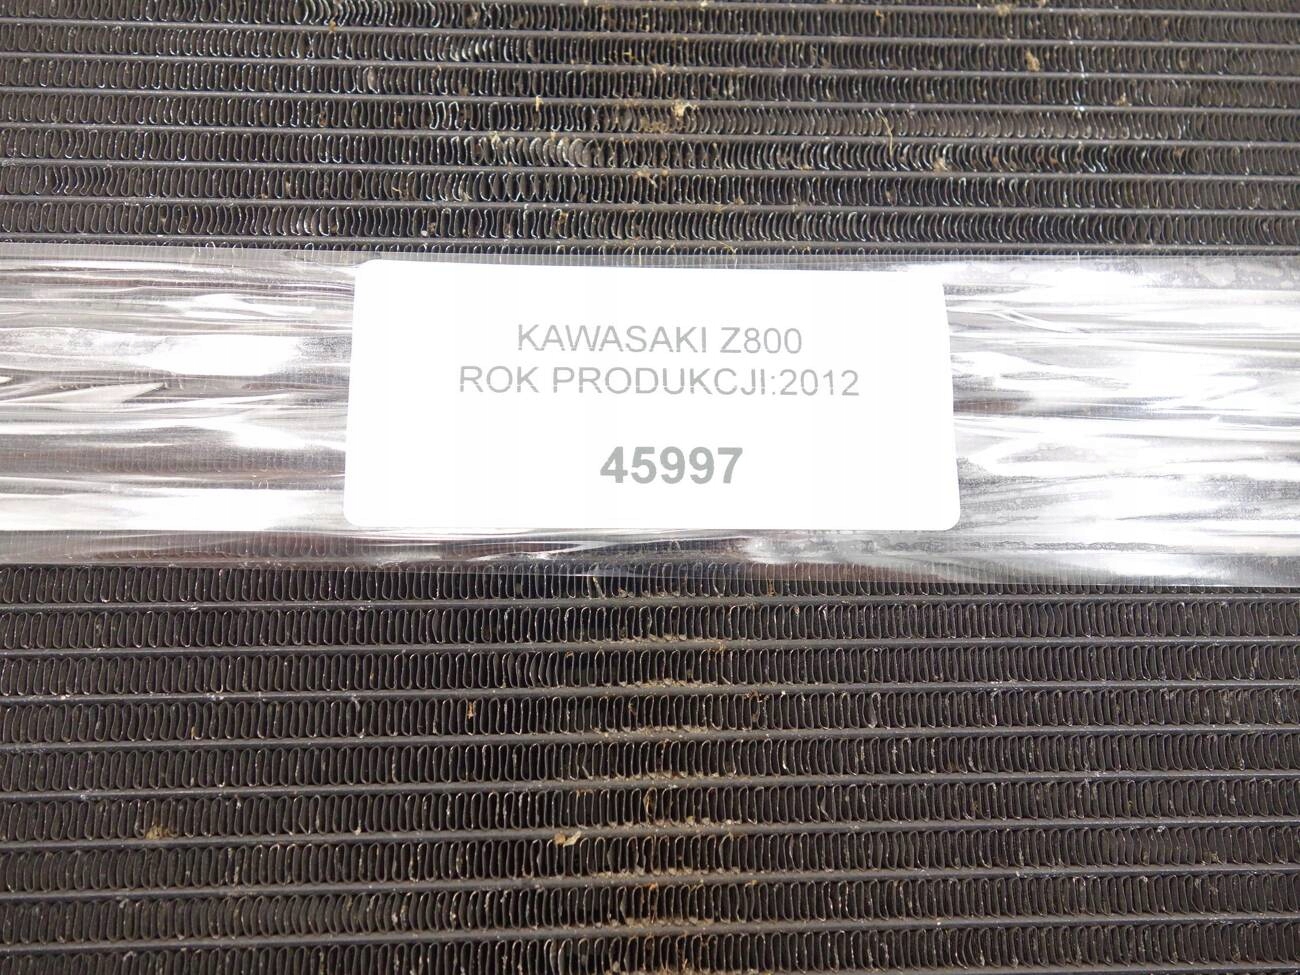 KAWASAKI Z800
ROK PRODUKCJI:2012
45997